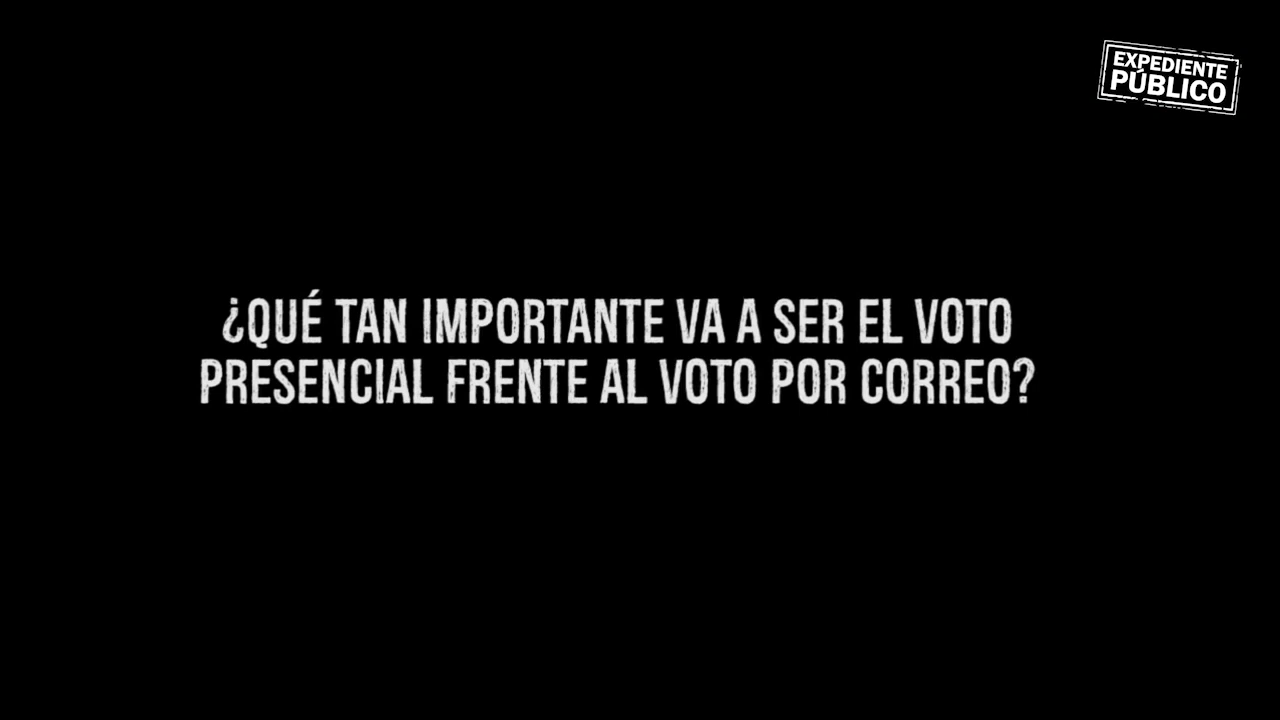 EXPEDIENTE
PÚBLICO
¿QUÉ TAN IMPORTANTE VA A SER EL VOTO
PRESENCIAL FRENTE AL VOTO POR CORREO?